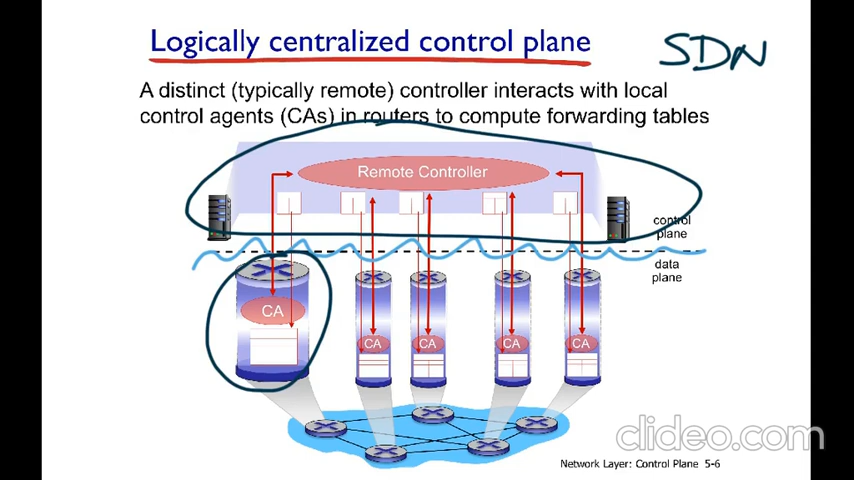 Logically centralized control plane
SDN
A distinct (typically remote) controller interacts with local
control agents (CAs) in routers to compute forwarding tables
Remote Controller
control
plane
data
plane
CA
CA
CA
CA
CA
clideo.com
Network Layer: Control Plane 5-6